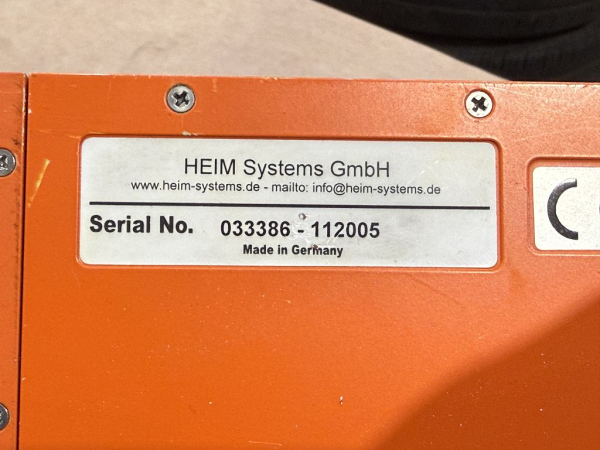 HEIM Systems GmbH
www.heim-systems.de - mailto: info@heim-systems.de
Serial No. 033386 - 112005
Made in Germany
C